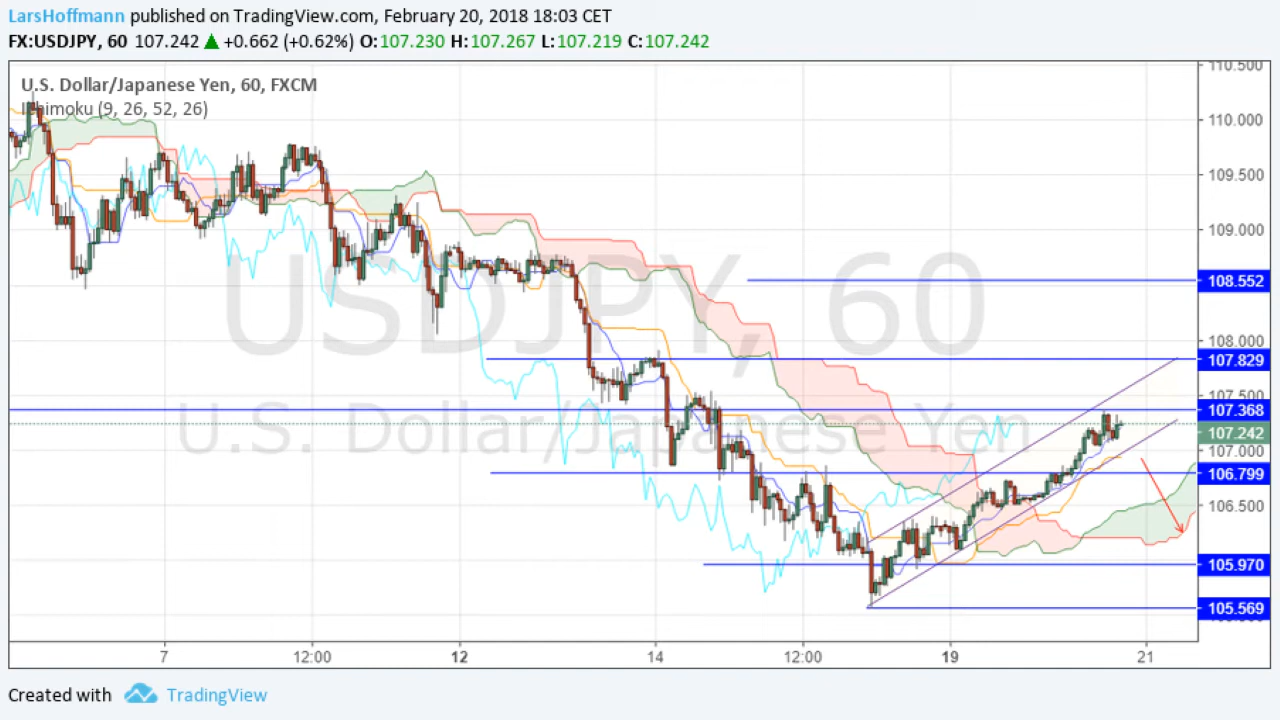 LarsHoffmann published on TradingView.com, February 20, 2018 18:03 CET
FX:USDJPY, 60 107.242 ▲ +0.662 (+0.62%) O:107.230 H:107.267 L:107.219 C:107.242
U.S. Dollar/Japanese Yen, 60, FXCM
Ichimoku (9, 26, 52, 26)
USDJPY, 60
U.S. Dollar/Japanese Yen
110.500
110.000
109.500
109.000
108.552
108.000
107.829
107.500
107.368
107.242
107.000
106.799
106.500
105.970
105.569
7 12:00 12 14 12:00 19 21
Created with TradingView